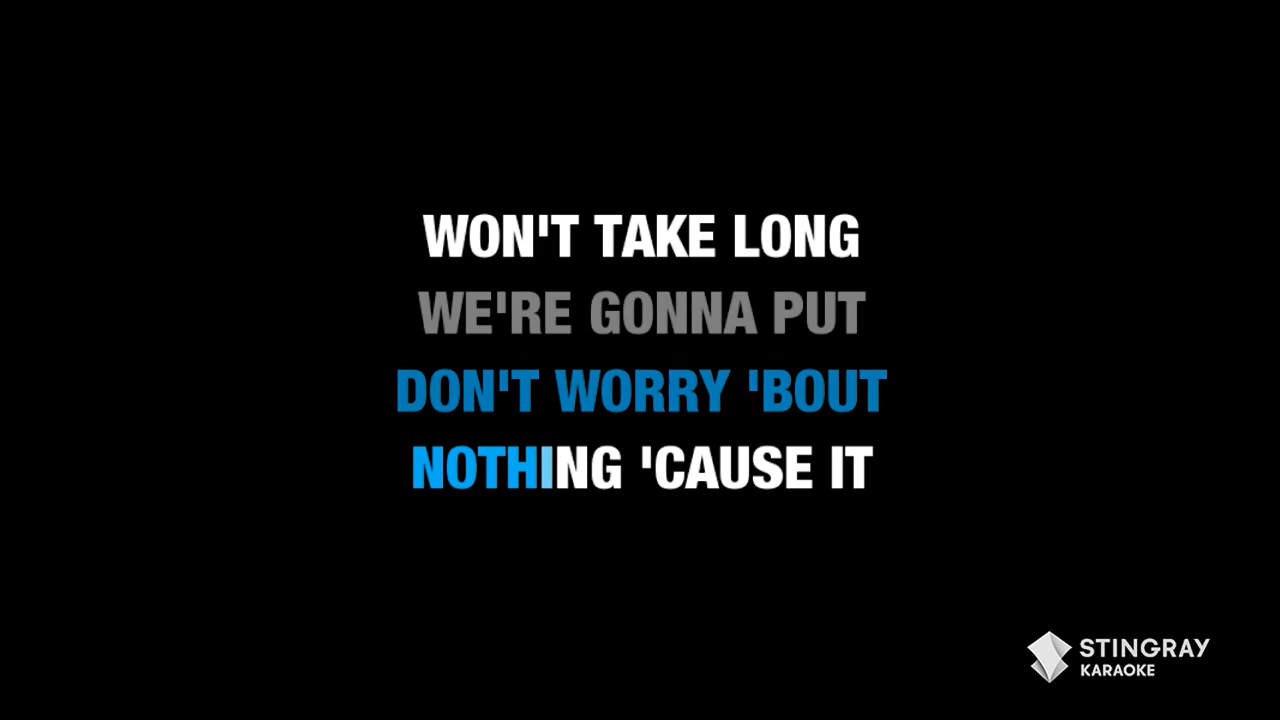 WON'T TAKE LONG
WE'RE GONNA PUT
DON'T WORRY 'BOUT
NOTHING 'CAUSE IT
STINGRAY
KARAOKE